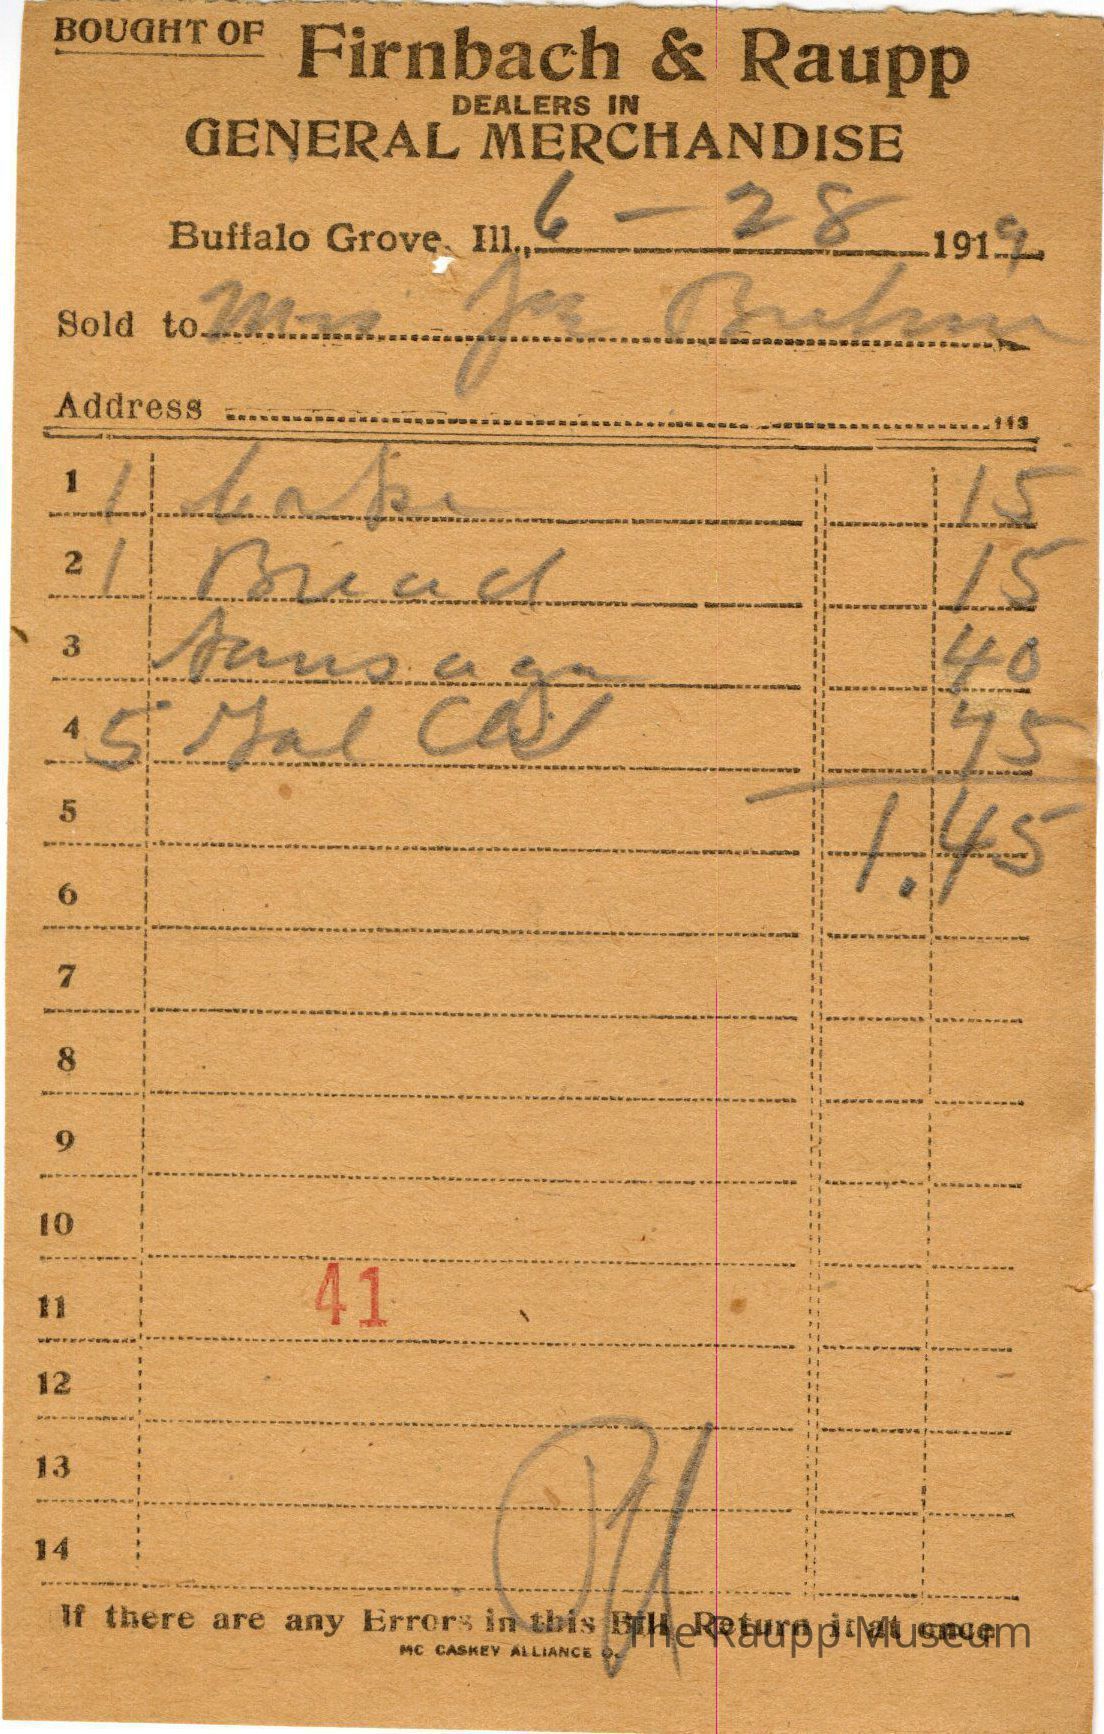 BOUGHT OF Firnbach & Raupp
DEALERS IN
GENERAL MERCHANDISE
Buffalo Grove, Ill., 6 - 28 1919
Sold to Mrs
Address 113
1 1 Cake 15
2 1 Bread 15
3 Sausage 40
4 5 Gal 75
5 1.45
6
7
8
9
10
11 41
12
13
14
If there are any Errors in this Bill Return it at once
MC CASKEY ALLIANCE O.
The Raupp Museum